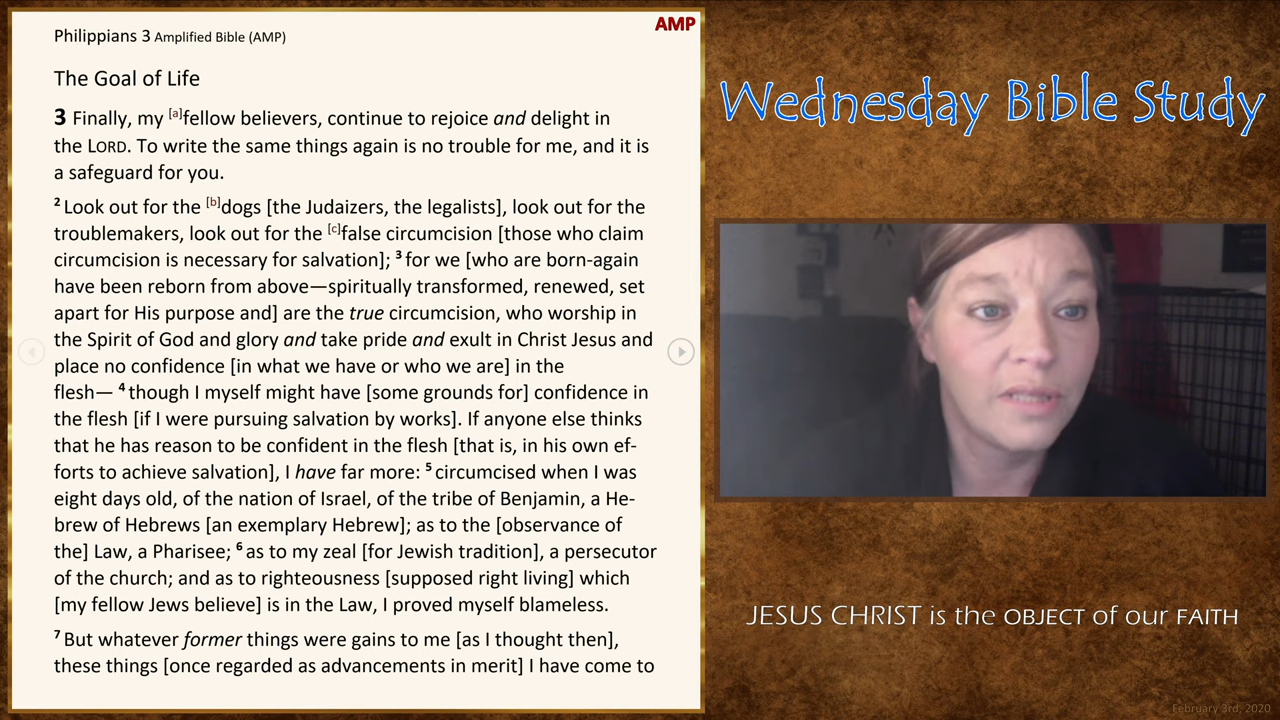 AMP
Philippians 3 Amplified Bible (AMP)
The Goal of Life
3 Finally, my [a]fellow believers, continue to rejoice and delight in
the LORD. To write the same things again is no trouble for me, and it is
a safeguard for you.
2 Look out for the [b]dogs [the Judaizers, the legalists], look out for the
troublemakers, look out for the [c]false circumcision [those who claim
circumcision is necessary for salvation]; 3 for we [who are born-again
have been reborn from above—spiritually transformed, renewed, set
apart for His purpose and] are the true circumcision, who worship in
the Spirit of God and glory and take pride and exult in Christ Jesus and
place no confidence [in what we have or who we are] in the
flesh— 4 though I myself might have [some grounds for] confidence in
the flesh [if I were pursuing salvation by works]. If anyone else thinks
that he has reason to be confident in the flesh [that is, in his own ef-
forts to achieve salvation], I have far more: 5 circumcised when I was
eight days old, of the nation of Israel, of the tribe of Benjamin, a He-
brew of Hebrews [an exemplary Hebrew]; as to the [observance of
the] Law, a Pharisee; 6 as to my zeal [for Jewish tradition], a persecutor
of the church; and as to righteousness [supposed right living] which
[my fellow Jews believe] is in the Law, I proved myself blameless.
7 But whatever former things were gains to me [as I thought then],
these things [once regarded as advancements in merit] I have come to
Wednesday Bible Study
JESUS CHRIST is the OBJECT of our FAITH
February 3rd, 2020